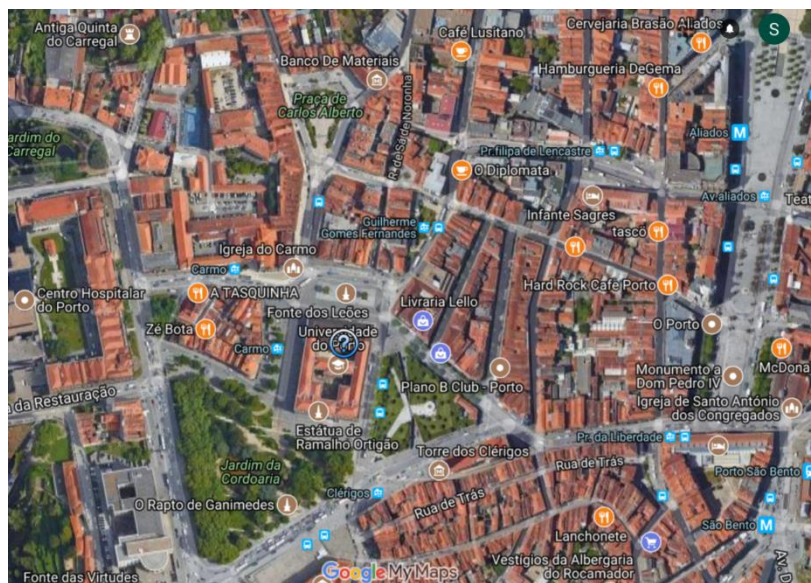 Antiga Quinta
do Carregal
Café Lusitano
Cervejaria Brasão Aliados
S
Banco De Materiais
Hamburgueria DeGema
Praça de
Carlos Alberto
R. de Sá de Noronha
Jardim do
Carregal
Aliados
M
Pr. filipa de Lencastre
O Diplomata
Av. aliados
Infante Sagres
Guilherme
Gomes Fernandes
tascö
Igreja do Carmo
Carmo
Hard Rock Cafe Porto
Centro Hospitalar
do Porto
A TASQUINHA
Fonte dos Leões
Livraria Lello
Zé Bota
Universidade
do Porto
?
O Porto
Carmo
Plano B Club - Porto
Monumento a
Dom Pedro IV
McDona
Igreja de Santo António
dos Congregados
a da Restauração
Estátua de
Ramalho Ortigão
Pr. da Liberdade
Torre dos Clérigos
Rua de Trás
Jardim da
Cordoaria
Porto São Bento
Clérigos
Rua de Trás
O Rapto de Ganimedes
Lanchonete
São Bento
M
Vestígios da Albergaria
do Rocamador
Fonte das Virtudes
Google My Maps